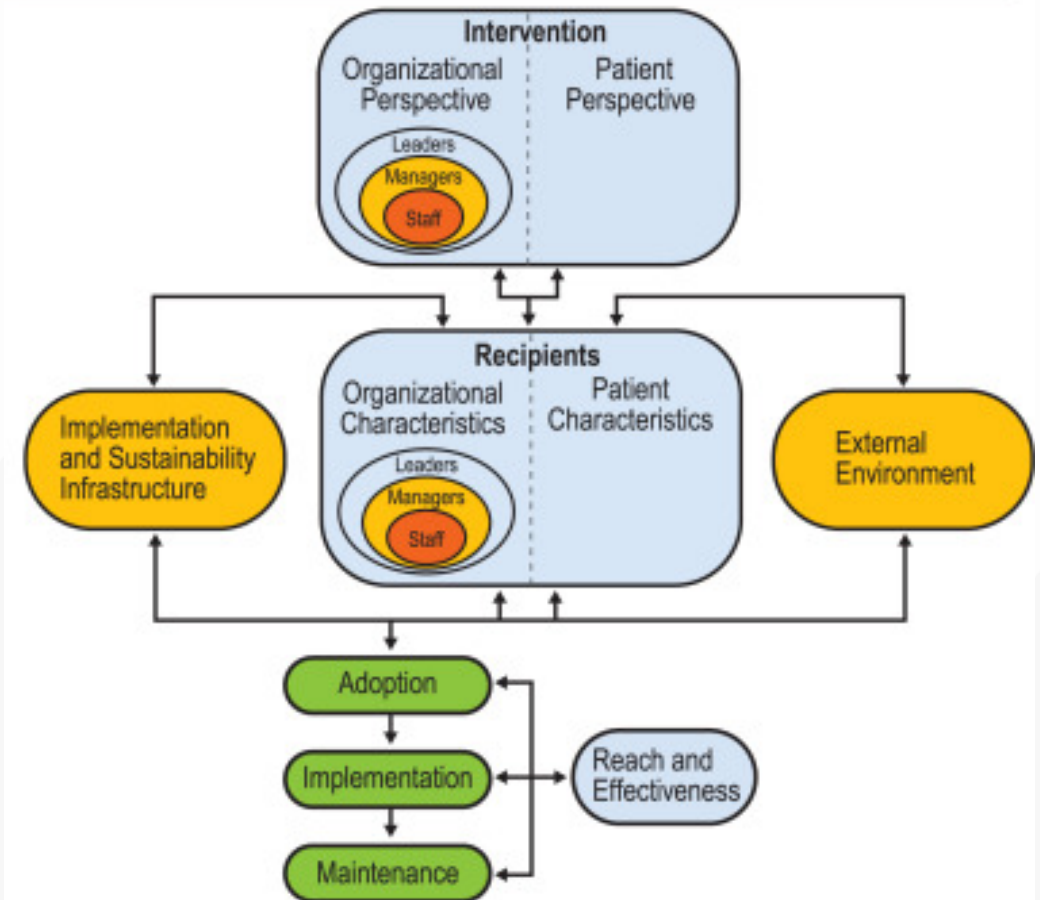 Intervention
Organizational
Perspective
Patient
Perspective
Leaders
Managers
Staff
Recipients
Organizational
Characteristics
Patient
Characteristics
Leaders
Managers
Staff
Implementation
and Sustainability
Infrastructure
External
Environment
Adoption
Implementation
Maintenance
Reach and
Effectiveness